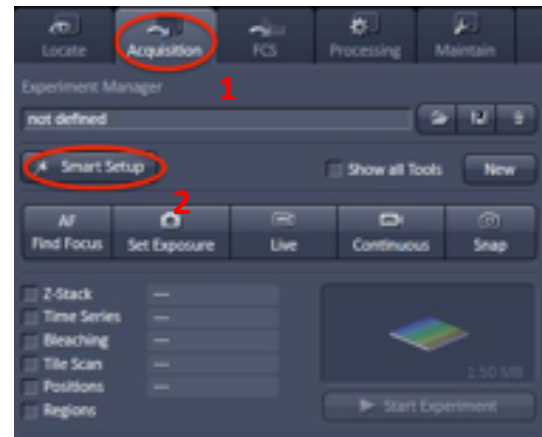 Locate Acquisition FCS Processing Maintain
Experiment Manager
1
not defined
Smart Setup Show all Tools New
2
AF
Find Focus Set Exposure Live Continuous Snap
Z-Stack ---
Time Series ---
Bleaching ---
Tile Scan ---
Positions ---
Regions
1.50 MB
Start Experiment